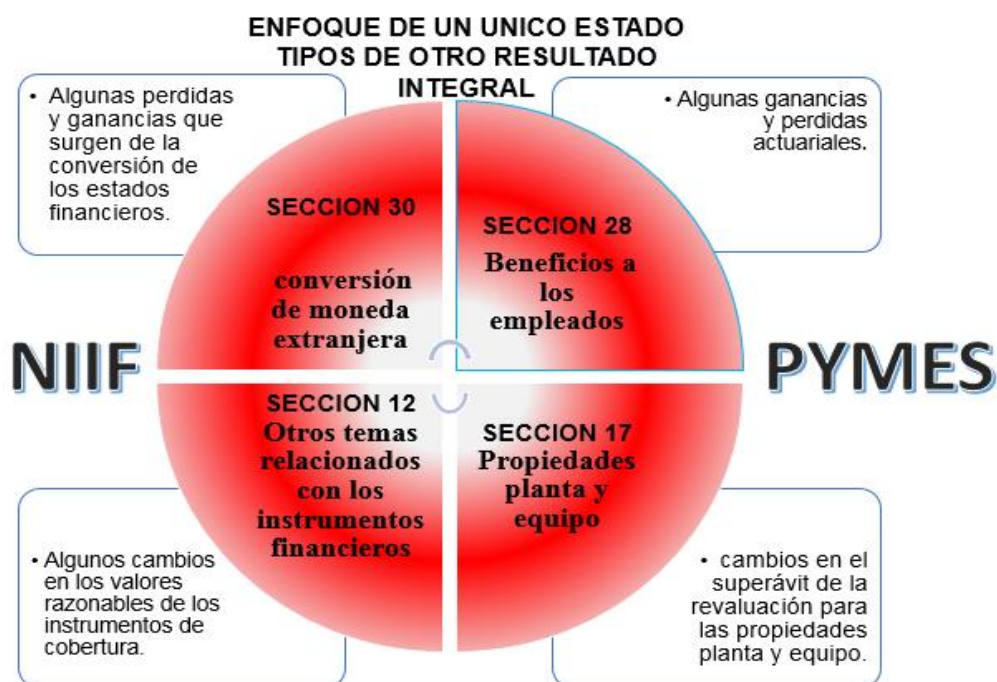 ENFOQUE DE UN UNICO ESTADO
TIPOS DE OTRO RESULTADO
INTEGRAL
• Algunas perdidas
y ganancias que
surgen de la
conversión de
los estados
financieros.
• Algunas ganancias
y perdidas
actuariales.
SECCION 30
conversión
de moneda
extranjera
SECCION 28
Beneficios a
los
empleados
NIIF
PYMES
SECCION 12
Otros temas
relacionados
con los
instrumentos
financieros
SECCION 17
Propiedades
planta y
equipo
• Algunos cambios
en los valores
razonables de los
instrumentos de
cobertura.
• cambios en el
superávit de la
revaluación para
las propiedades
planta y equipo.